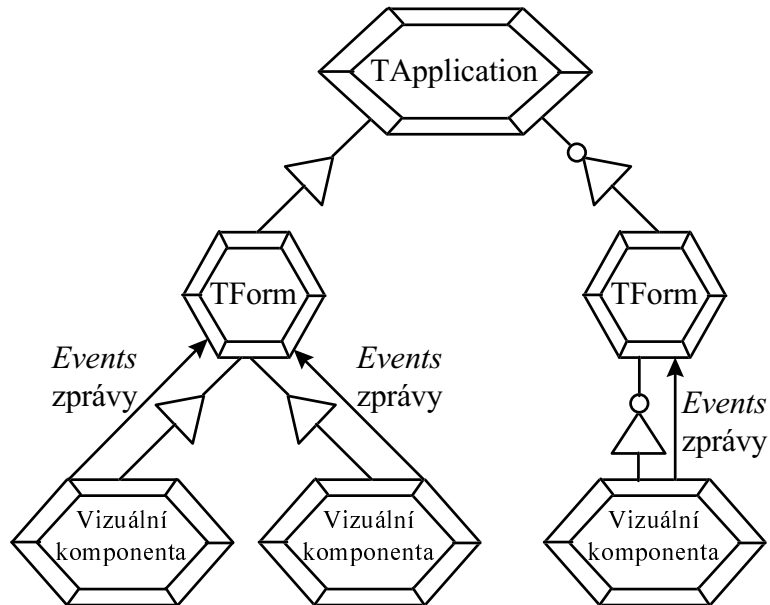 TApplication
TForm
TForm
Events
zprávy
Events
zprávy
Events
zprávy
Vizuální
komponenta
Vizuální
komponenta
Vizuální
komponenta